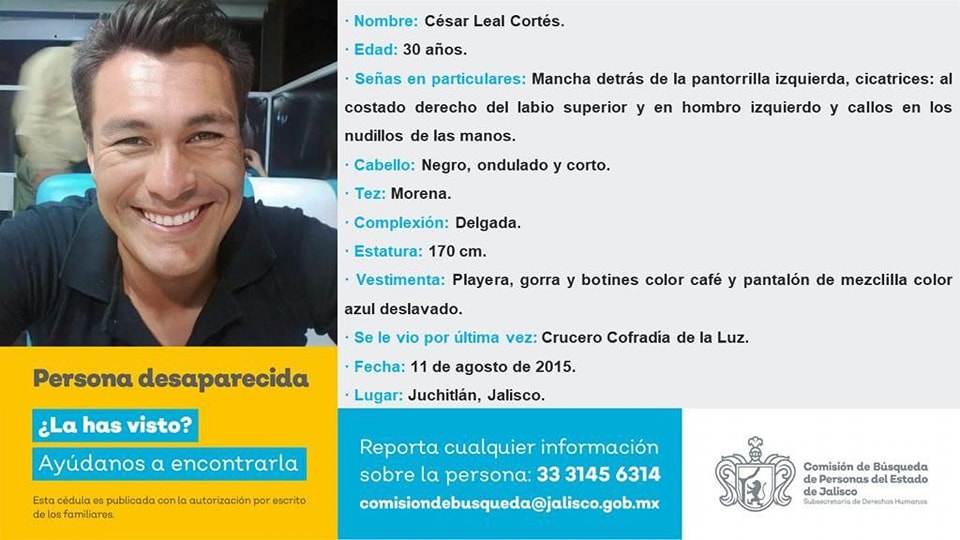 · Nombre: César Leal Cortés.
· Edad: 30 años.
· Señas en particulares: Mancha detrás de la pantorrilla izquierda, cicatrices: al
costado derecho del labio superior y en hombro izquierdo y callos en los
nudillos de las manos.
· Cabello: Negro, ondulado y corto.
· Tez: Morena.
· Complexión: Delgada.
· Estatura: 170 cm.
· Vestimenta: Playera, gorra y botines color café y pantalón de mezclilla color
azul deslavado.
· Se le vio por última vez: Crucero Cofradía de la Luz.
· Fecha: 11 de agosto de 2015.
· Lugar: Juchitlán, Jalisco.
Persona desaparecida
¿La has visto?
Ayúdanos a encontrarla
Esta cédula es publicada con la autorización por escrito
de los familiares.
Reporta cualquier información
sobre la persona: 33 3145 6314
comisiondebusqueda@jalisco.gob.mx
Comisión de Búsqueda
de Personas del Estado
de Jalisco
Subsecretaría de Derechos Humanos